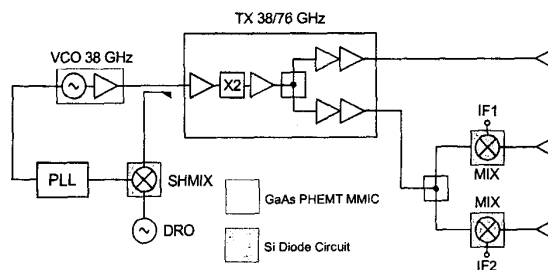 TX 38/76 GHz
VCO 38 GHz
X2
IF1
MIX
PLL
SHMIX
GaAs PHEMT MMIC
MIX
DRO
Si Diode Circuit
IF2